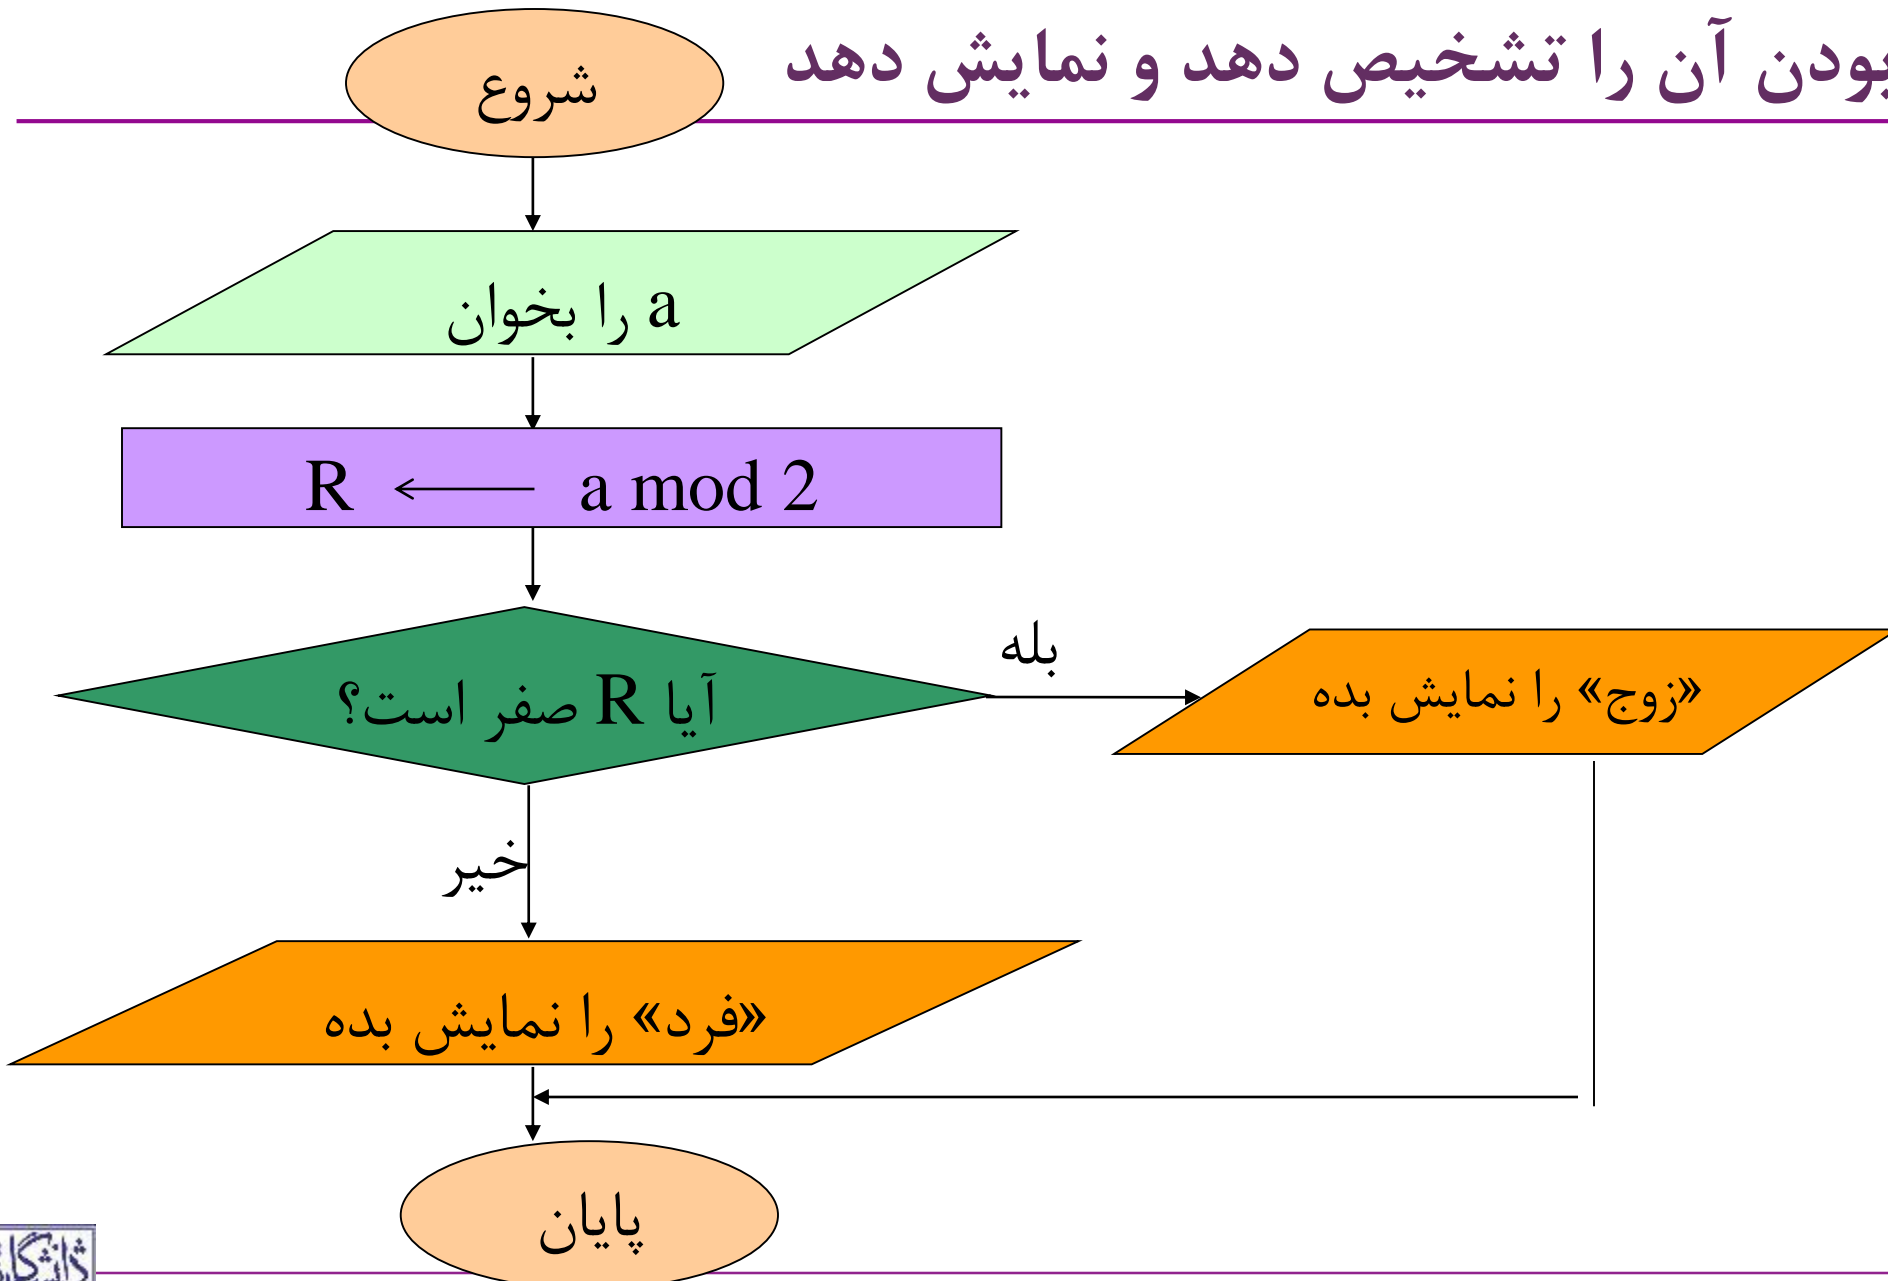 بودن آن را تشخیص دهد و نمایش دهد
شروع
a را بخوان
R ← a mod 2
آیا R صفر است؟
بله
«زوج» را نمایش بده
خیر
«فرد» را نمایش بده
پایان